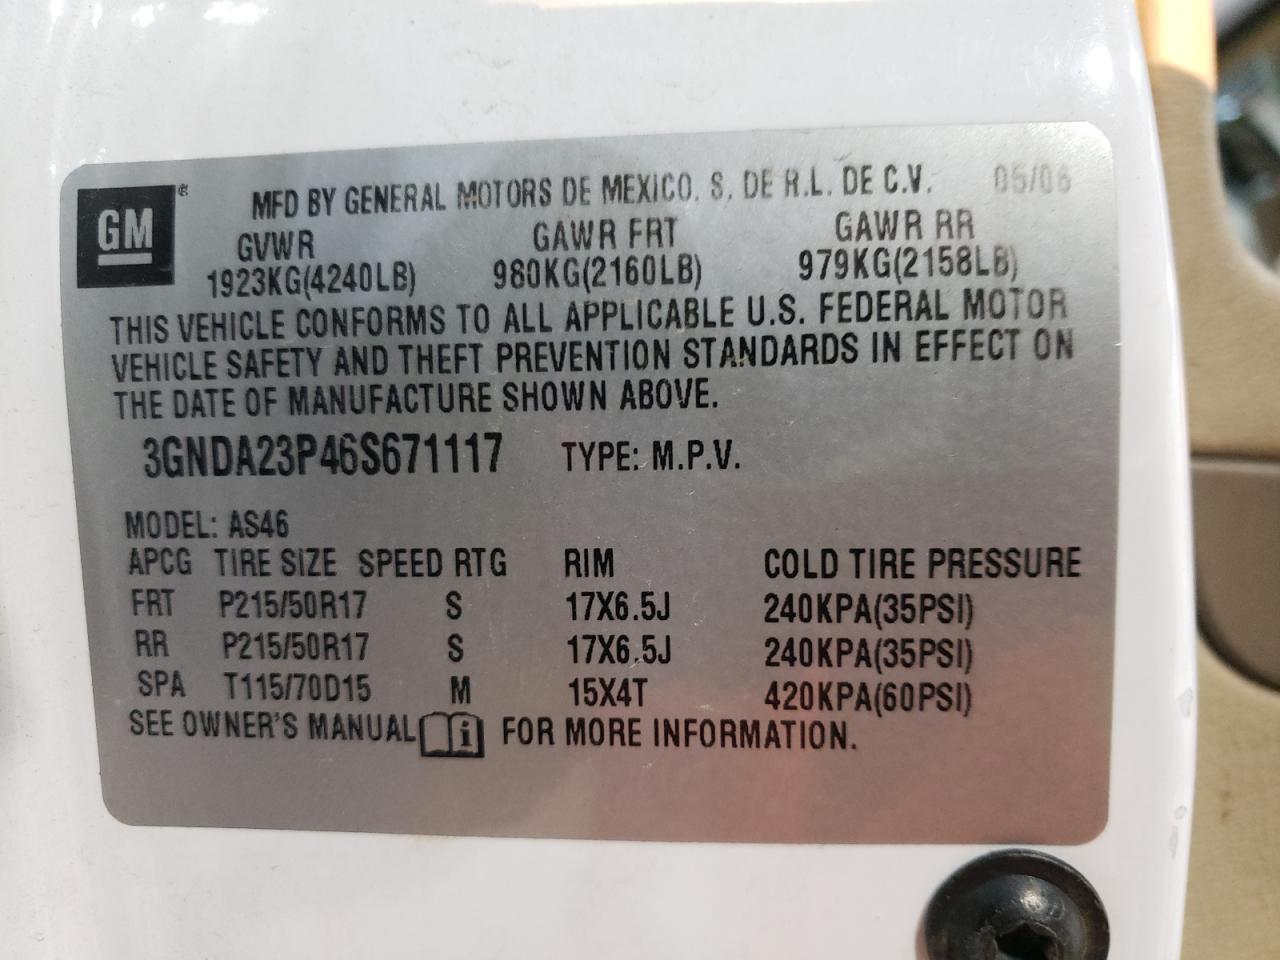 GM ® MFD BY GENERAL MOTORS DE MEXICO, S. DE R.L. DE C.V. 05/06
GVWR GAWR FRT GAWR RR
1923KG(4240LB) 980KG(2160LB) 979KG(2158LB)
THIS VEHICLE CONFORMS TO ALL APPLICABLE U.S. FEDERAL MOTOR
VEHICLE SAFETY AND THEFT PREVENTION STANDARDS IN EFFECT ON
THE DATE OF MANUFACTURE SHOWN ABOVE.
3GNDA23P46S671117 TYPE: M.P.V.
MODEL: AS46
APCG TIRE SIZE SPEED RTG RIM COLD TIRE PRESSURE
FRT P215/50R17 S 17X6.5J 240KPA(35PSI)
RR P215/50R17 S 17X6.5J 240KPA(35PSI)
SPA T115/70D15 M 15X4T 420KPA(60PSI)
SEE OWNER'S MANUAL i FOR MORE INFORMATION.